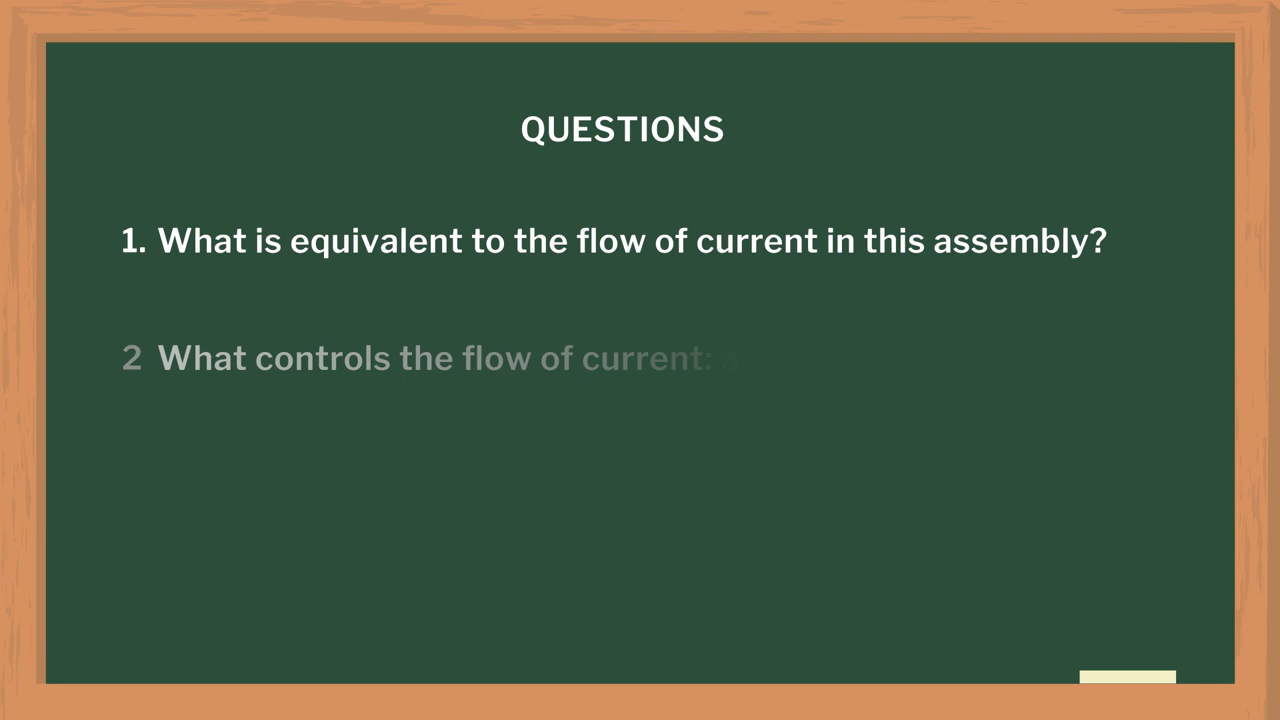 QUESTIONS
1. What is equivalent to the flow of current in this assembly?
2 What controls the flow of current: